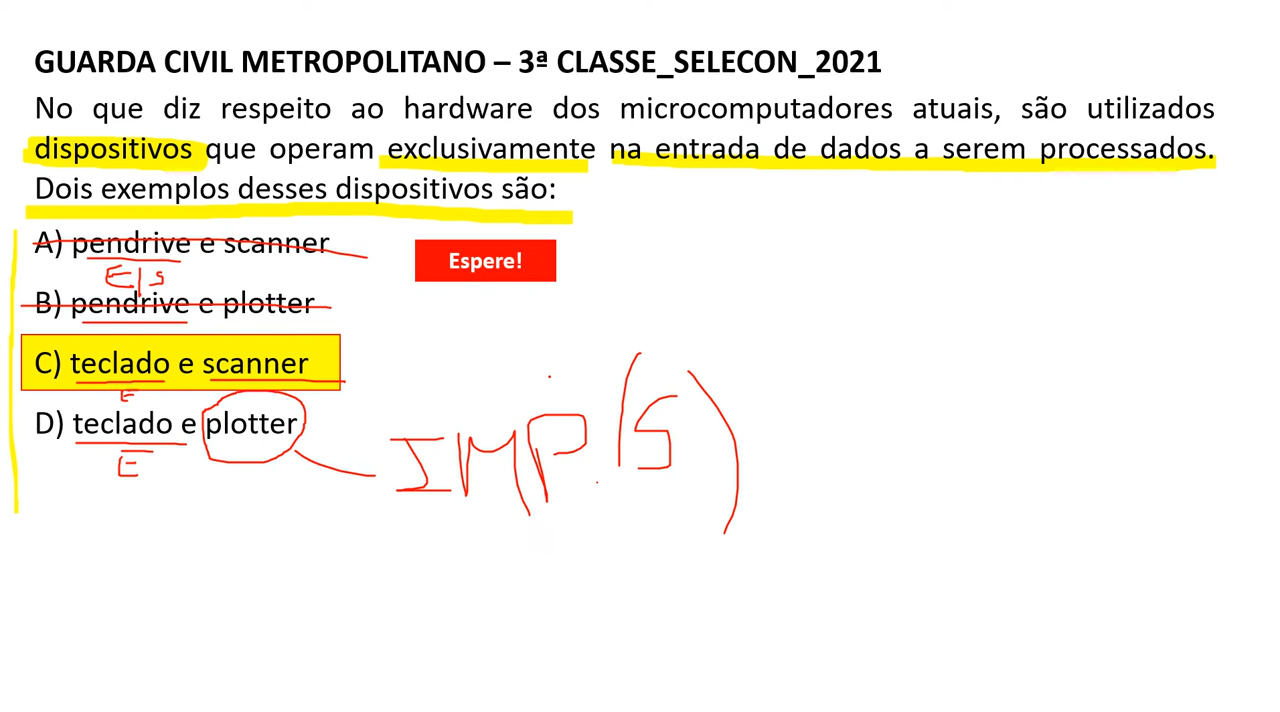 GUARDA CIVIL METROPOLITANO – 3ª CLASSE_SELECON_2021
No que diz respeito ao hardware dos microcomputadores atuais, são utilizados
dispositivos que operam exclusivamente na entrada de dados a serem processados.
Dois exemplos desses dispositivos são:
A) pendrive e scanner
Espere!
E/S
B) pendrive e plotter
C) teclado e scanner
E
D) teclado e plotter
E
IMP. (S)